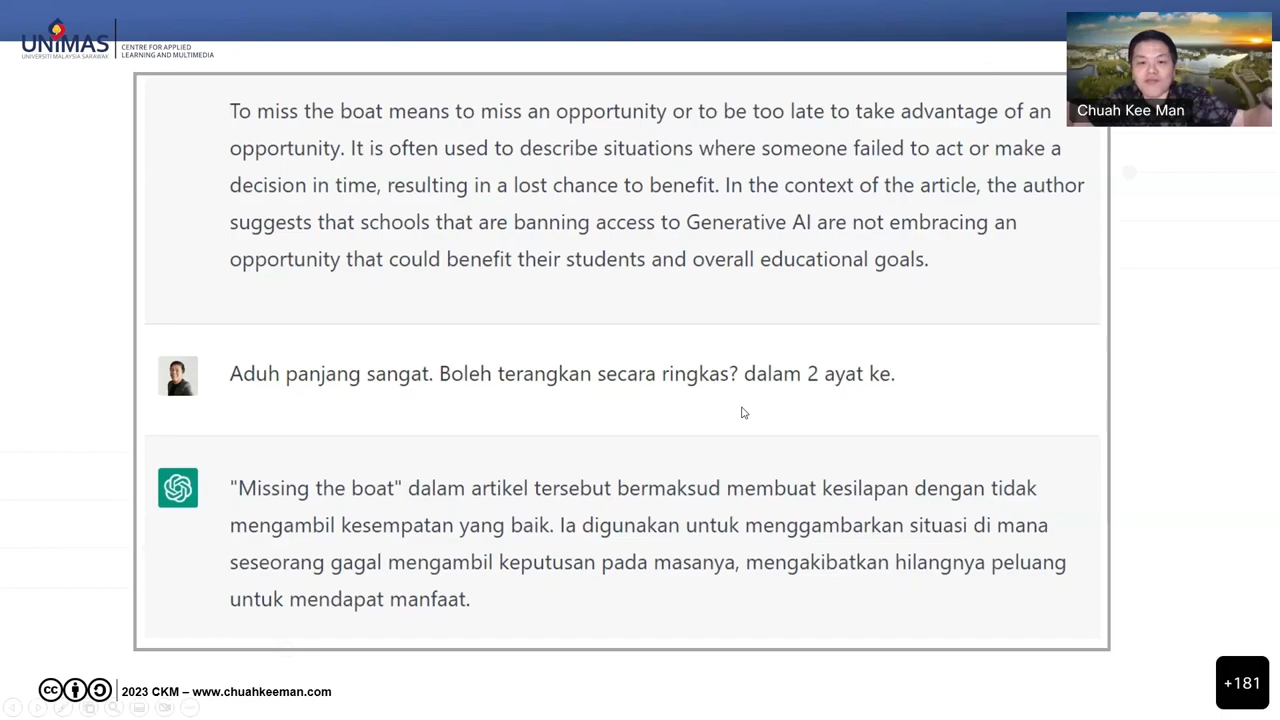 UNIMAS
UNIVERSITI MALAYSIA SARAWAK
CENTRE FOR APPLIED
LEARNING AND MULTIMEDIA
Chuah Kee Man
To miss the boat means to miss an opportunity or to be too late to take advantage of an
opportunity. It is often used to describe situations where someone failed to act or make a
decision in time, resulting in a lost chance to benefit. In the context of the article, the author
suggests that schools that are banning access to Generative AI are not embracing an
opportunity that could benefit their students and overall educational goals.
Aduh panjang sangat. Boleh terangkan secara ringkas? dalam 2 ayat ke.
"Missing the boat" dalam artikel tersebut bermaksud membuat kesilapan dengan tidak
mengambil kesempatan yang baik. Ia digunakan untuk menggambarkan situasi di mana
seseorang gagal mengambil keputusan pada masanya, mengakibatkan hilangnya peluang
untuk mendapat manfaat.
cc
2023 CKM – www.chuahkeeman.com
+181